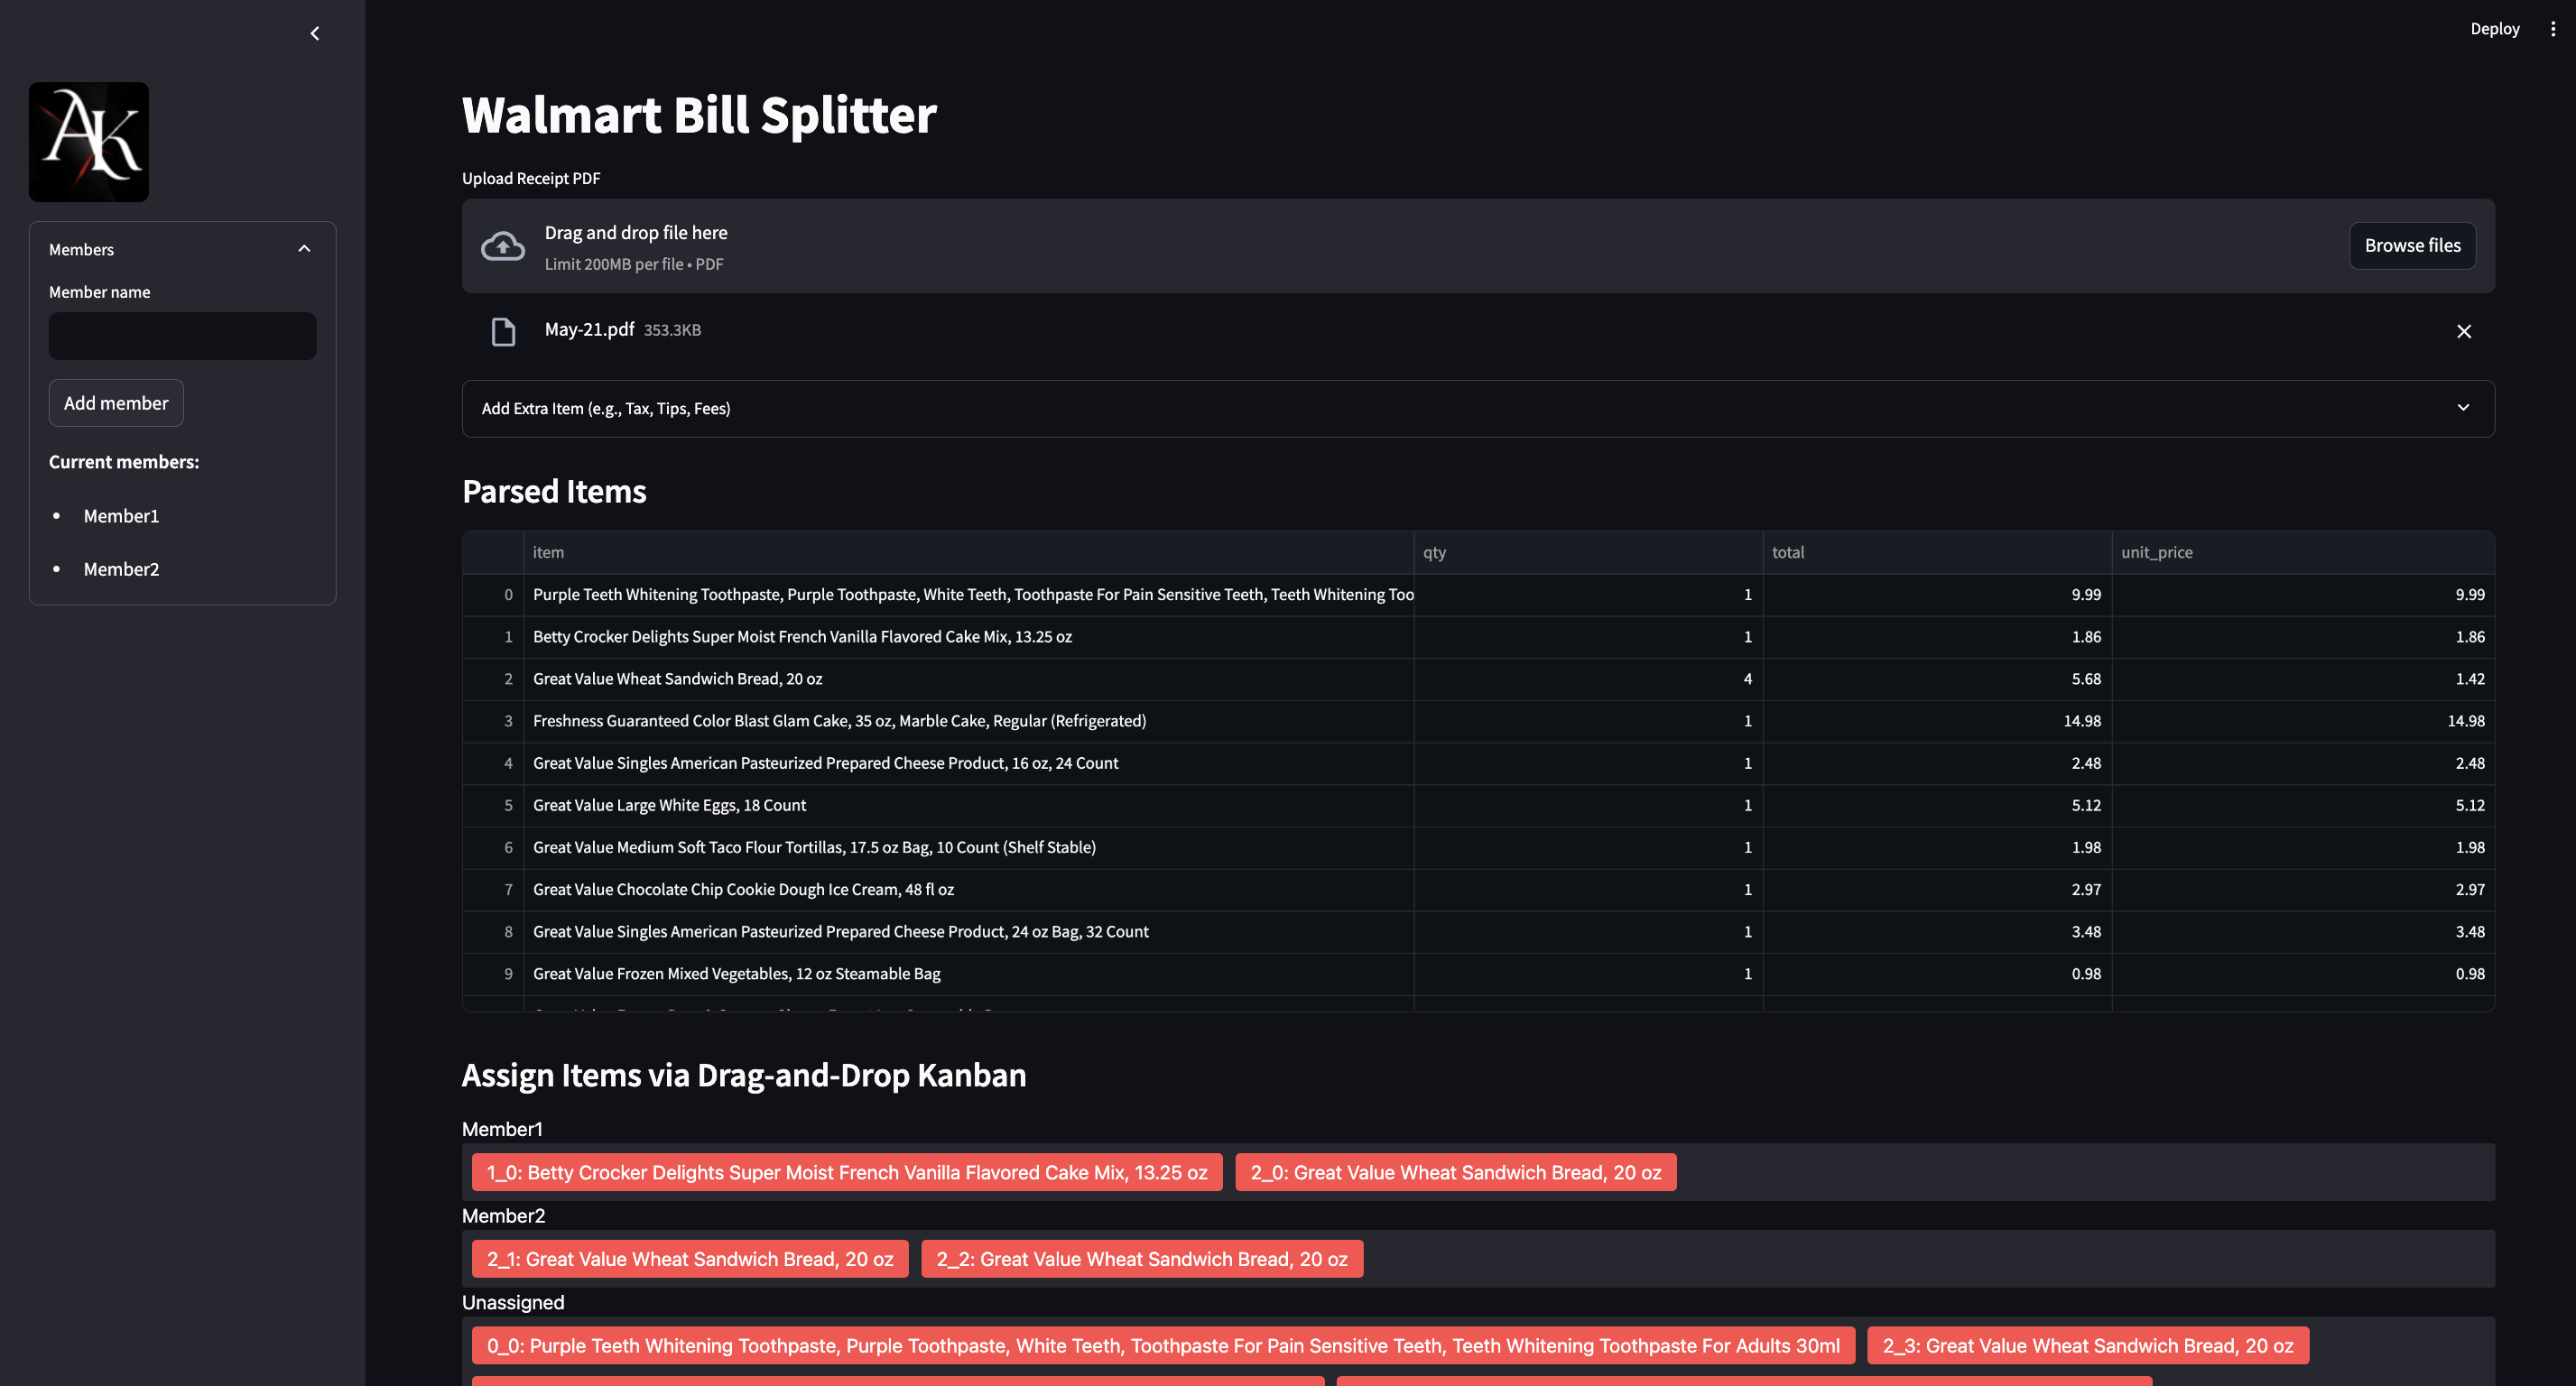 Deploy
AK
Members
Member name
Add member
Current members:
• Member1
• Member2
Walmart Bill Splitter
Upload Receipt PDF
Drag and drop file here
Limit 200MB per file • PDF
Browse files
May-21.pdf 353.3KB
Add Extra Item (e.g., Tax, Tips, Fees)
Parsed Items
item qty total unit_price
0 Purple Teeth Whitening Toothpaste, Purple Toothpaste, White Teeth, Toothpaste For Pain Sensitive Teeth, Teeth Whitening Too 1 9.99 9.99
1 Betty Crocker Delights Super Moist French Vanilla Flavored Cake Mix, 13.25 oz 1 1.86 1.86
2 Great Value Wheat Sandwich Bread, 20 oz 4 5.68 1.42
3 Freshness Guaranteed Color Blast Glam Cake, 35 oz, Marble Cake, Regular (Refrigerated) 1 14.98 14.98
4 Great Value Singles American Pasteurized Prepared Cheese Product, 16 oz, 24 Count 1 2.48 2.48
5 Great Value Large White Eggs, 18 Count 1 5.12 5.12
6 Great Value Medium Soft Taco Flour Tortillas, 17.5 oz Bag, 10 Count (Shelf Stable) 1 1.98 1.98
7 Great Value Chocolate Chip Cookie Dough Ice Cream, 48 fl oz 1 2.97 2.97
8 Great Value Singles American Pasteurized Prepared Cheese Product, 24 oz Bag, 32 Count 1 3.48 3.48
9 Great Value Frozen Mixed Vegetables, 12 oz Steamable Bag 1 0.98 0.98
Assign Items via Drag-and-Drop Kanban
Member1
1_0: Betty Crocker Delights Super Moist French Vanilla Flavored Cake Mix, 13.25 oz 2_0: Great Value Wheat Sandwich Bread, 20 oz
Member2
2_1: Great Value Wheat Sandwich Bread, 20 oz 2_2: Great Value Wheat Sandwich Bread, 20 oz
Unassigned
0_0: Purple Teeth Whitening Toothpaste, Purple Toothpaste, White Teeth, Toothpaste For Pain Sensitive Teeth, Teeth Whitening Toothpaste For Adults 30ml 2_3: Great Value Wheat Sandwich Bread, 20 oz